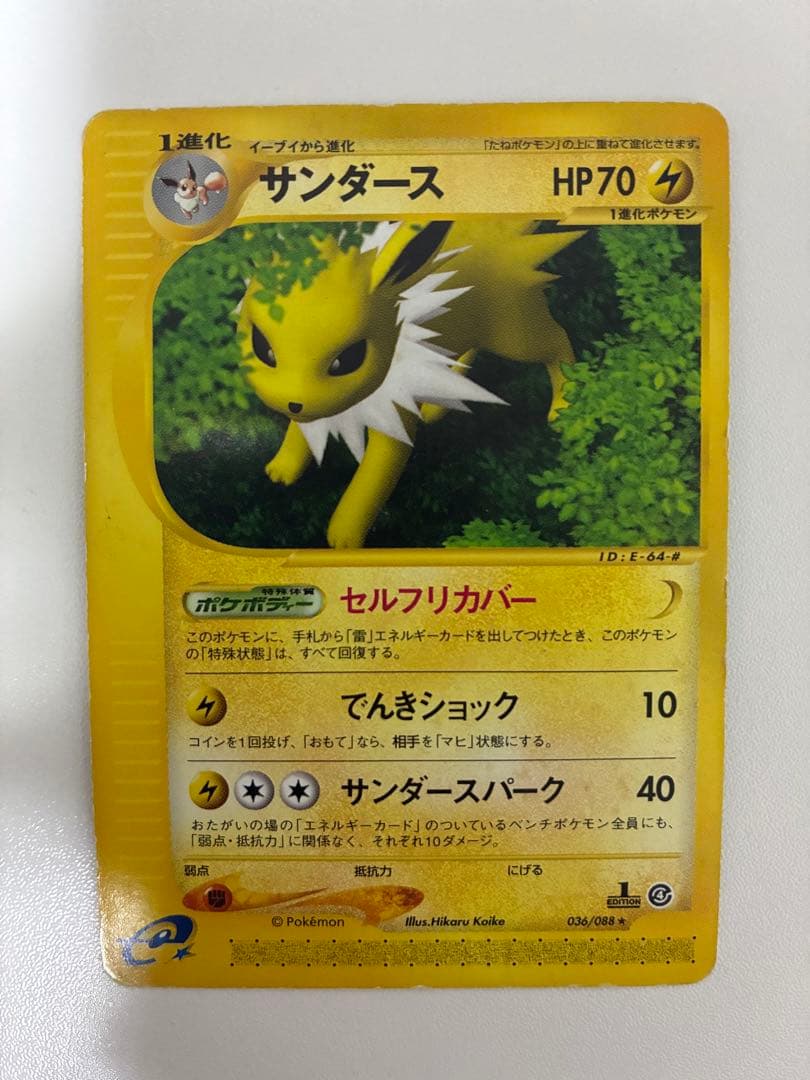 1進化 イーブイから進化 「たねポケモン」の上に重ねて進化させます。
サンダース HP70
1進化ポケモン
ID:E-64-#
特殊体質
ポケボディー セルフリカバー
このポケモンに、手札から「雷」エネルギーカードを出してつけたとき、このポケモン
の「特殊状態」は、すべて回復する。
でんきショック 10
コインを1回投げ、「おもて」なら、相手を「マヒ」状態にする。
サンダースパーク 40
おたがいの場の「エネルギーカード」のついているベンチポケモン全員にも、
「弱点・抵抗力」に関係なく、それぞれ10ダメージ。
弱点 抵抗力 にげる
1 EDITION
© Pokémon Illus.Hikaru Koike 036/088★